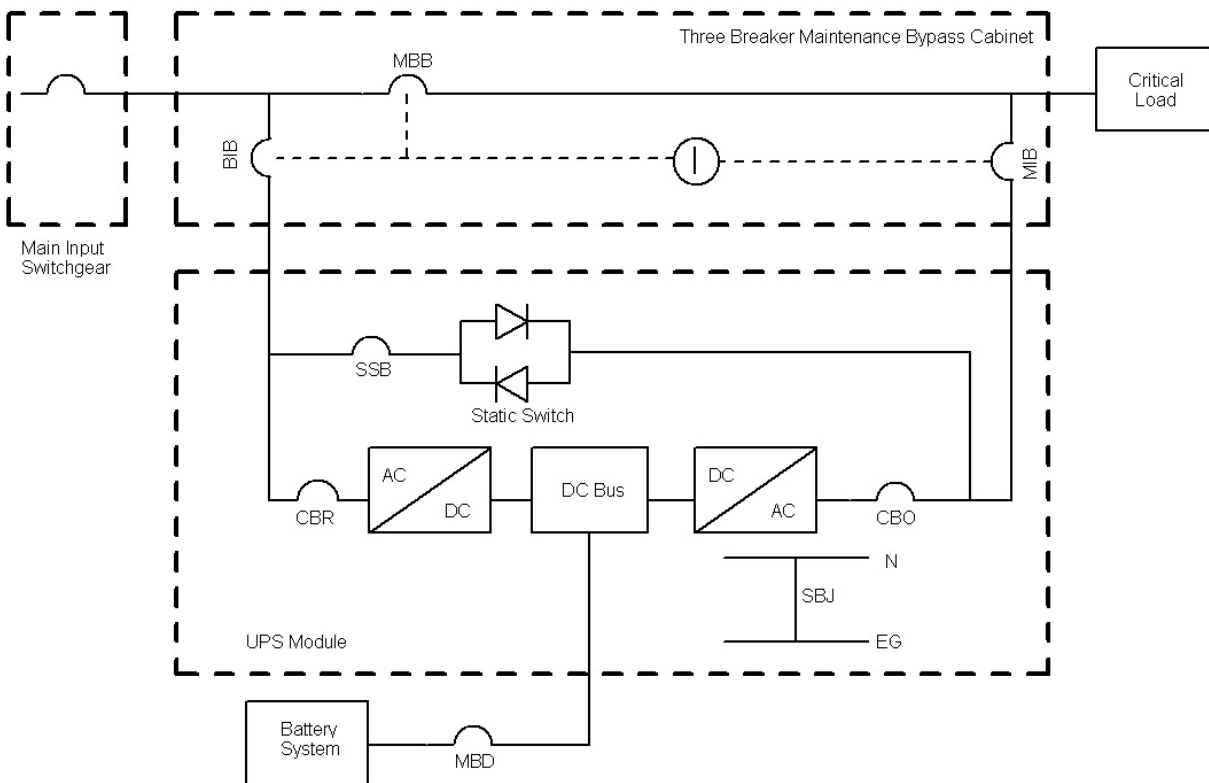 Three Breaker Maintenance Bypass Cabinet
MBB
Critical
Load
BIB
MIB
Main Input
Switchgear
SSB
Static Switch
AC
DC
DC Bus
DC
AC
CBR
CBO
N
SBJ
EG
UPS Module
Battery
System
MBD